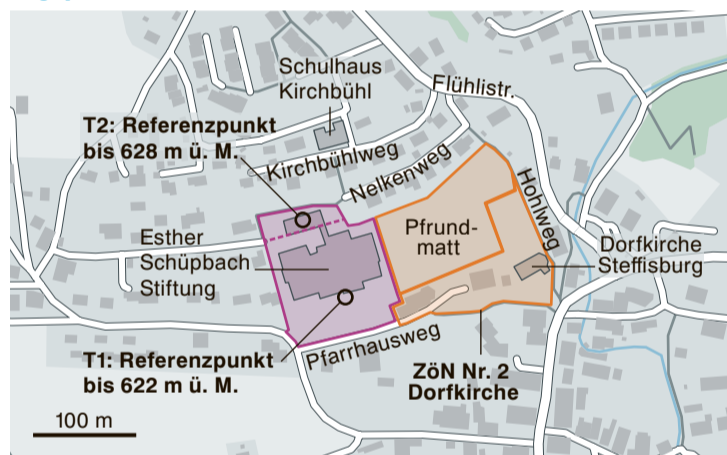 Schulhaus
Kirchbühl
Flühlistr.
T2: Referenzpunkt
bis 628 m ü. M.
Kirchbühlweg
Nelkenweg
Hohlweg
Esther
Schüpbach
Stiftung
Pfrund-
matt
Dorfkirche
Steffisburg
Pfarrhausweg
T1: Referenzpunkt
bis 622 m ü. M.
ZöN Nr. 2
Dorfkirche
100 m